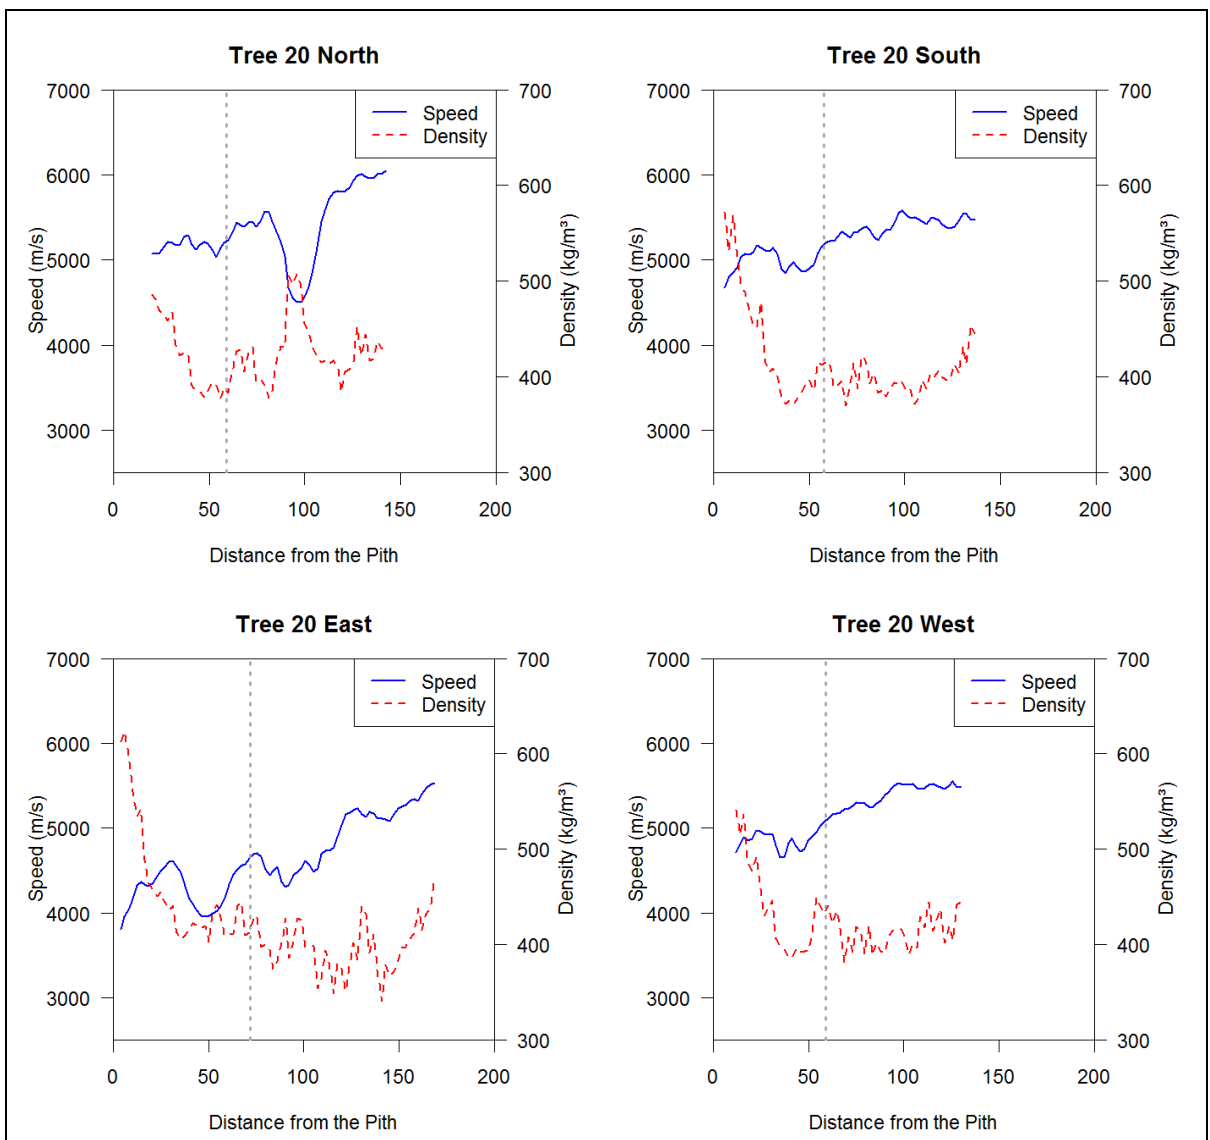 Tree 20 North
7000
6000
5000
4000
3000
Speed (m/s)
700
600
500
400
300
Density (kg/m³)
Speed
Density
0 50 100 150 200
Distance from the Pith
Tree 20 South
7000
6000
5000
4000
3000
Speed (m/s)
700
600
500
400
300
Density (kg/m³)
Speed
Density
0 50 100 150 200
Distance from the Pith
Tree 20 East
7000
6000
5000
4000
3000
Speed (m/s)
700
600
500
400
300
Density (kg/m³)
Speed
Density
0 50 100 150 200
Distance from the Pith
Tree 20 West
7000
6000
5000
4000
3000
Speed (m/s)
700
600
500
400
300
Density (kg/m³)
Speed
Density
0 50 100 150 200
Distance from the Pith